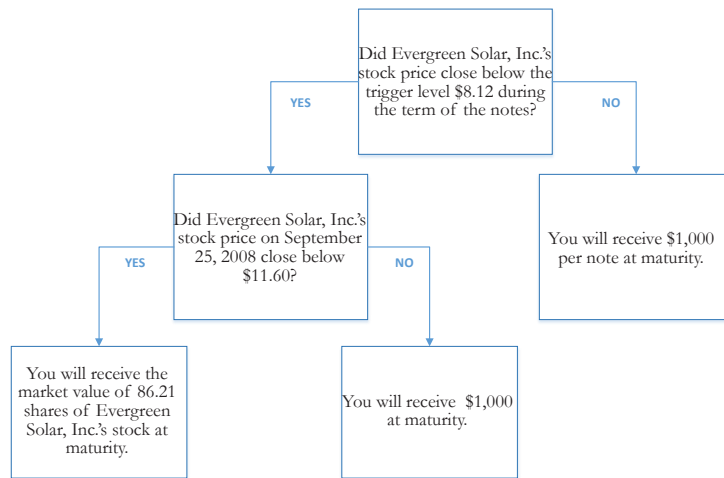 Did Evergreen Solar, Inc.'s
stock price close below the
trigger level $8.12 during
the term of the notes?
YES
NO
Did Evergreen Solar, Inc.'s
stock price on September
25, 2008 close below
$11.60?
You will receive $1,000
per note at maturity.
YES
NO
You will receive the
market value of 86.21
shares of Evergreen
Solar, Inc.'s stock at
maturity.
You will receive $1,000
at maturity.